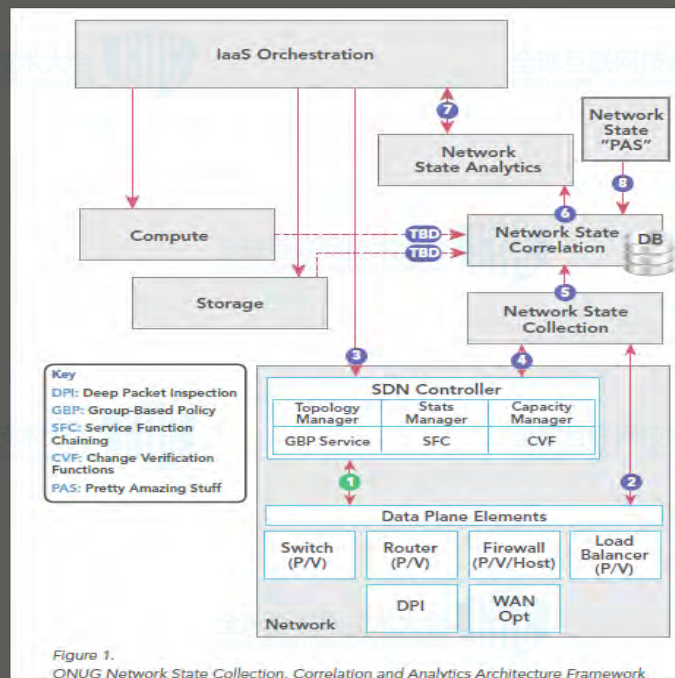 IaaS Orchestration
7
Network
State
"PAS"
Network
State Analytics
8
6
Compute
TBD
Network State
Correlation
DB
TBD
Storage
5
Network State
Collection
3
4
Key
DPI: Deep Packet Inspection
GBP: Group-Based Policy
SFC: Service Function
Chaining
CVF: Change Verification
Functions
PAS: Pretty Amazing Stuff
SDN Controller
Topology
Manager
Stats
Manager
Capacity
Manager
GBP Service
SFC
CVF
1
2
Data Plane Elements
Switch
(P/V)
Router
(P/V)
Firewall
(P/V/Host)
Load
Balancer
(P/V)
DPI
WAN
Opt
Network
Figure 1.
ONUG Network State Collection, Correlation and Analytics Architecture Framework